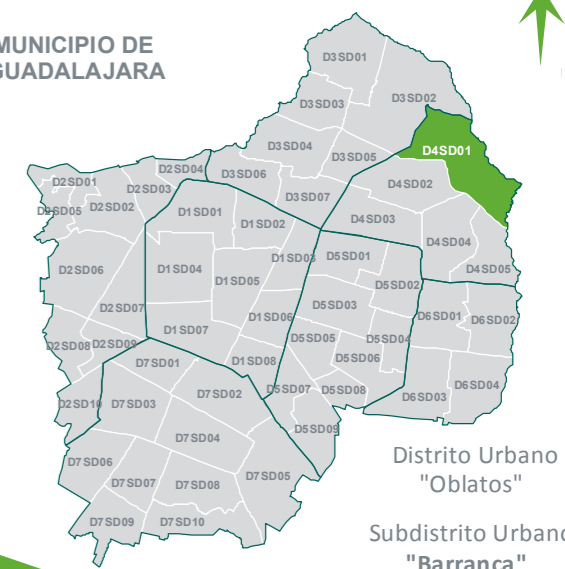 MUNICIPIO DE
GUADALAJARA
D3SD01
D3SD02
D3SD03
D4SD01
D3SD04
D3SD05
D2SD04
D3SD06
D2SD01
D2SD03
D4SD02
D3SD07
D2SD05
D2SD02
D1SD01
D1SD02
D4SD03
D4SD04
D1SD03
D5SD01
D2SD06
D1SD04
D4SD05
D1SD05
D5SD02
D2SD07
D5SD03
D1SD06
D6SD01
D6SD02
D1SD07
D5SD05
D5SD04
D2SD08
D2SD09
D5SD06
D7SD01
D1SD08
D6SD04
D5SD07
D5SD08
D7SD02
D6SD03
D2SD10
D7SD03
D5SD09
D7SD04
Distrito Urbano
"Oblatos"
D7SD06
D7SD05
D7SD07
D7SD08
D7SD09
D7SD10
Subdistrito Urbano
"Barranca"